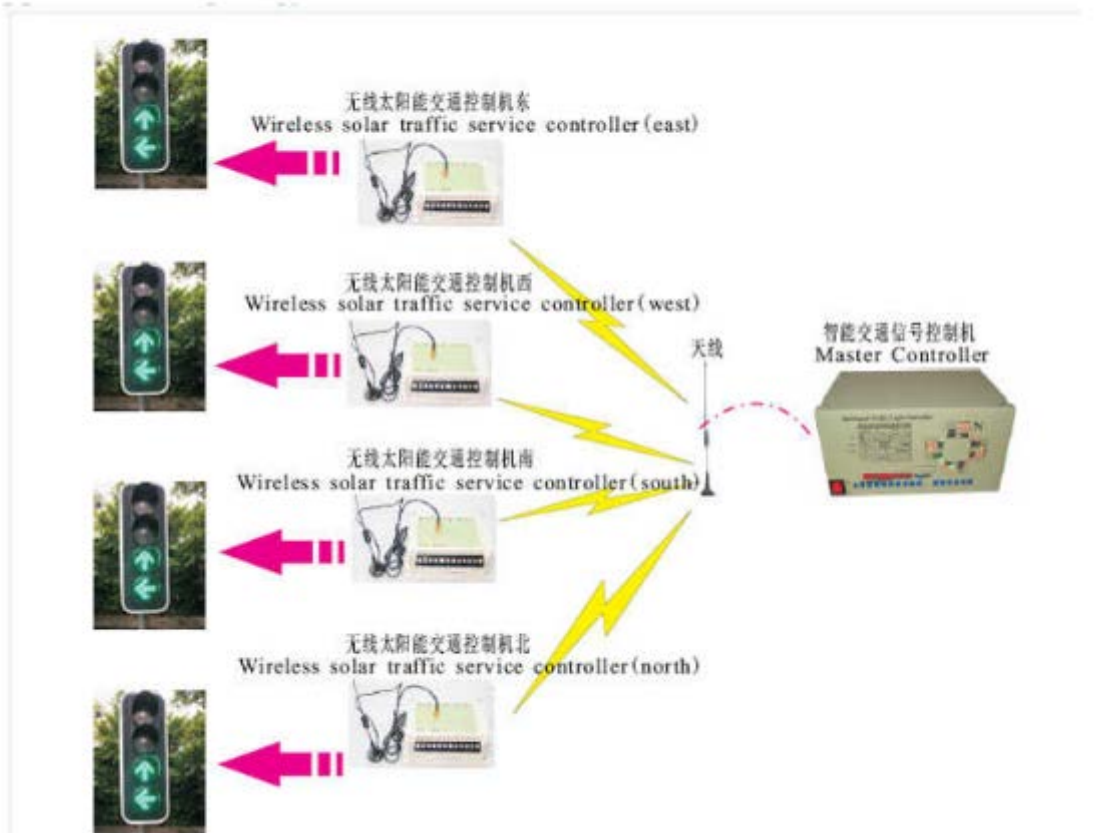 无线太阳能交通控制机东
Wireless solar traffic service controller(east)
无线太阳能交通控制机西
Wireless solar traffic service controller(west)
天线
智能交通信号控制机
Master Controller
无线太阳能交通控制机南
Wireless solar traffic service controller(south)
无线太阳能交通控制机北
Wireless solar traffic service controller(north)